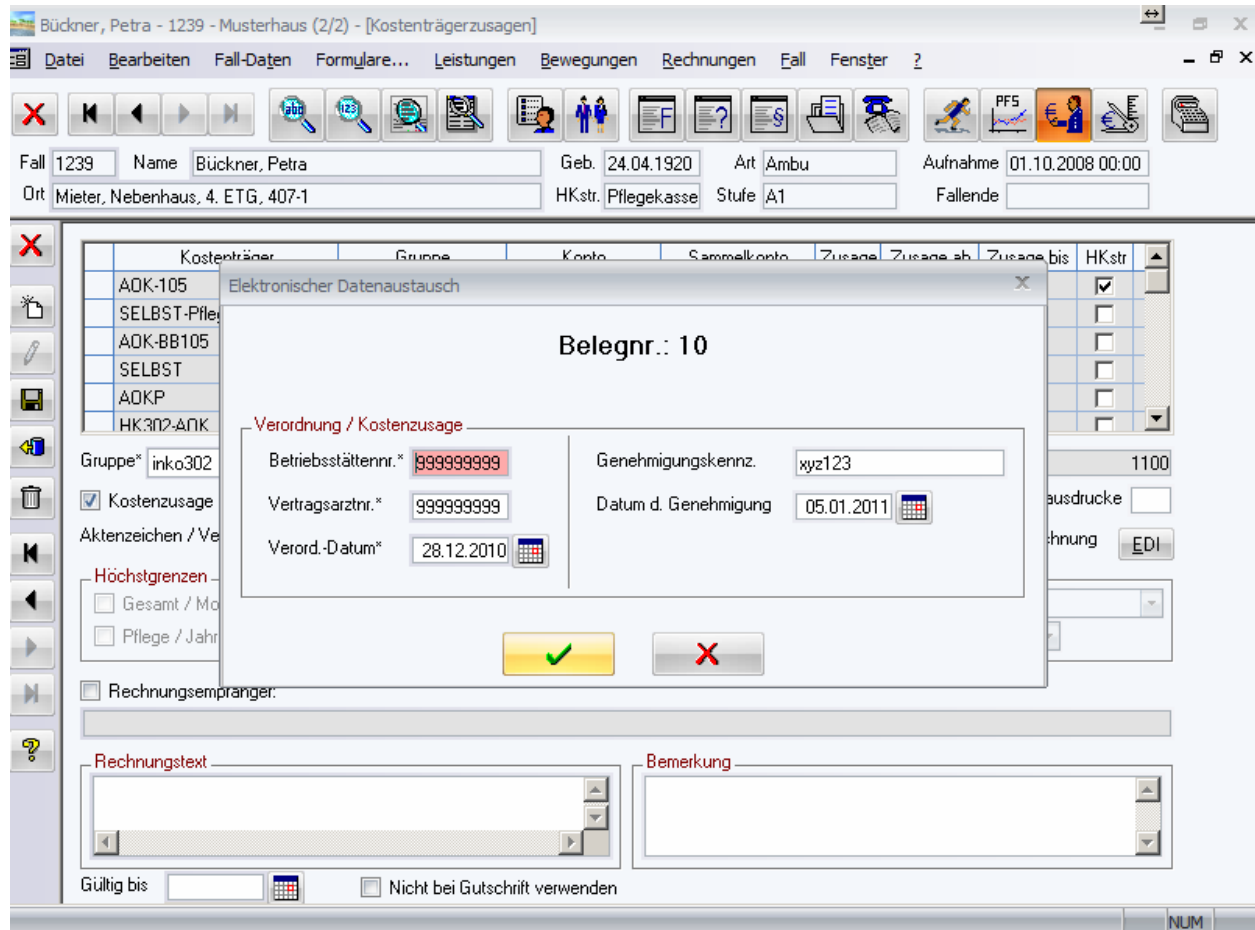 Bückner, Petra - 1239 - Musterhaus (2/2) - [Kostenträgerzusagen]
Datei Bearbeiten Fall-Daten Formulare... Leistungen Bewegungen Rechnungen Fall Fenster ?
abc 123 F ? § PFS €
Fall 1239 Name Bückner, Petra Geb. 24.04.1920 Art Ambu Aufnahme 01.10.2008 00:00
Ort Mieter, Nebenhaus, 4. ETG, 407-1 HKstr. Pflegekasse Stufe A1 Fallende
Kostenträger Gruppe Konto Sammelkonto Zusage Zusage ab Zusage bis HKstr
AOK-105
SELBST-Pfle
AOK-BB105
SELBST
AOKP
HK302-AOK
Elektronischer Datenaustausch
Belegnr.: 10
Verordnung / Kostenzusage
Betriebsstättennr.* 999999999 Genehmigungskennz. xyz123
Vertragsarztnr.* 999999999 Datum d. Genehmigung 05.01.2011
Verord.-Datum* 28.12.2010
Gruppe* inko302 1100
Kostenzusage ausdrucke
Aktenzeichen / Ve chnung EDI
Höchstgrenzen
Gesamt / Mo
Pflege / Jahr
Rechnungsempfänger:
Rechnungstext Bemerkung
Gültig bis Nicht bei Gutschrift verwenden
NUM